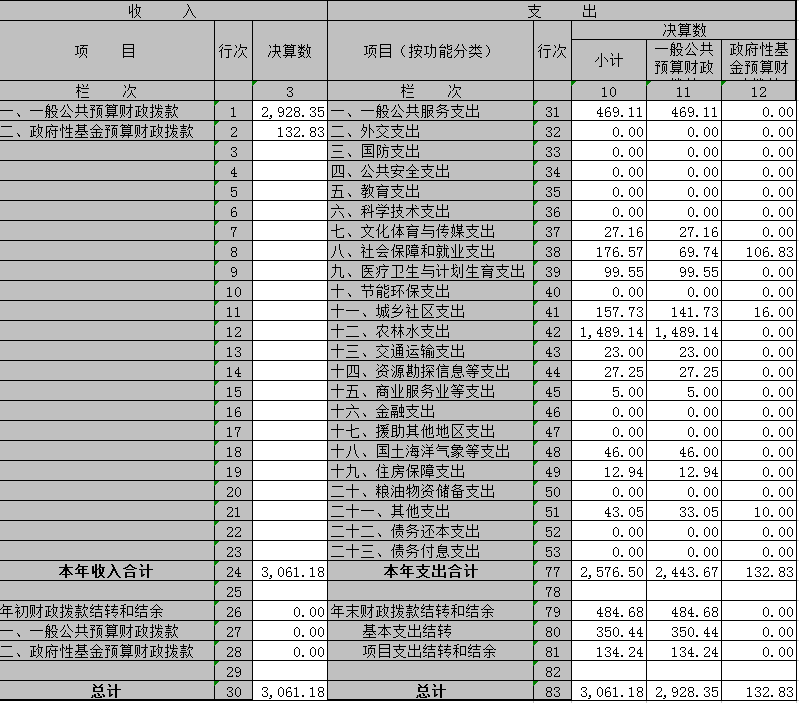 收 入 支 出
项 目 行次 决算数 项目（按功能分类） 行次 决算数
小计 一般公共预算财政 政府性基金预算财
栏 次 3 栏 次 10 11 12
一、一般公共预算财政拨款 1 2,928.35 一、一般公共服务支出 31 469.11 469.11 0.00
二、政府性基金预算财政拨款 2 132.83 二、外交支出 32 0.00 0.00 0.00
3 三、国防支出 33 0.00 0.00 0.00
4 四、公共安全支出 34 0.00 0.00 0.00
5 五、教育支出 35 0.00 0.00 0.00
6 六、科学技术支出 36 0.00 0.00 0.00
7 七、文化体育与传媒支出 37 27.16 27.16 0.00
8 八、社会保障和就业支出 38 176.57 69.74 106.83
9 九、医疗卫生与计划生育支出 39 99.55 99.55 0.00
10 十、节能环保支出 40 0.00 0.00 0.00
11 十一、城乡社区支出 41 157.73 141.73 16.00
12 十二、农林水支出 42 1,489.14 1,489.14 0.00
13 十三、交通运输支出 43 23.00 23.00 0.00
14 十四、资源勘探信息等支出 44 27.25 27.25 0.00
15 十五、商业服务业等支出 45 5.00 5.00 0.00
16 十六、金融支出 46 0.00 0.00 0.00
17 十七、援助其他地区支出 47 0.00 0.00 0.00
18 十八、国土海洋气象等支出 48 46.00 46.00 0.00
19 十九、住房保障支出 49 12.94 12.94 0.00
20 二十、粮油物资储备支出 50 0.00 0.00 0.00
21 二十一、其他支出 51 43.05 33.05 10.00
22 二十二、债务还本支出 52 0.00 0.00 0.00
23 二十三、债务付息支出 53 0.00 0.00 0.00
本年收入合计 24 3,061.18 本年支出合计 77 2,576.50 2,443.67 132.83
25 78
年初财政拨款结转和结余 26 0.00 年末财政拨款结转和结余 79 484.68 484.68 0.00
一、一般公共预算财政拨款 27 0.00 基本支出结转 80 350.44 350.44 0.00
二、政府性基金预算财政拨款 28 0.00 项目支出结转和结余 81 134.24 134.24 0.00
29 82
总计 30 3,061.18 总计 83 3,061.18 2,928.35 132.83